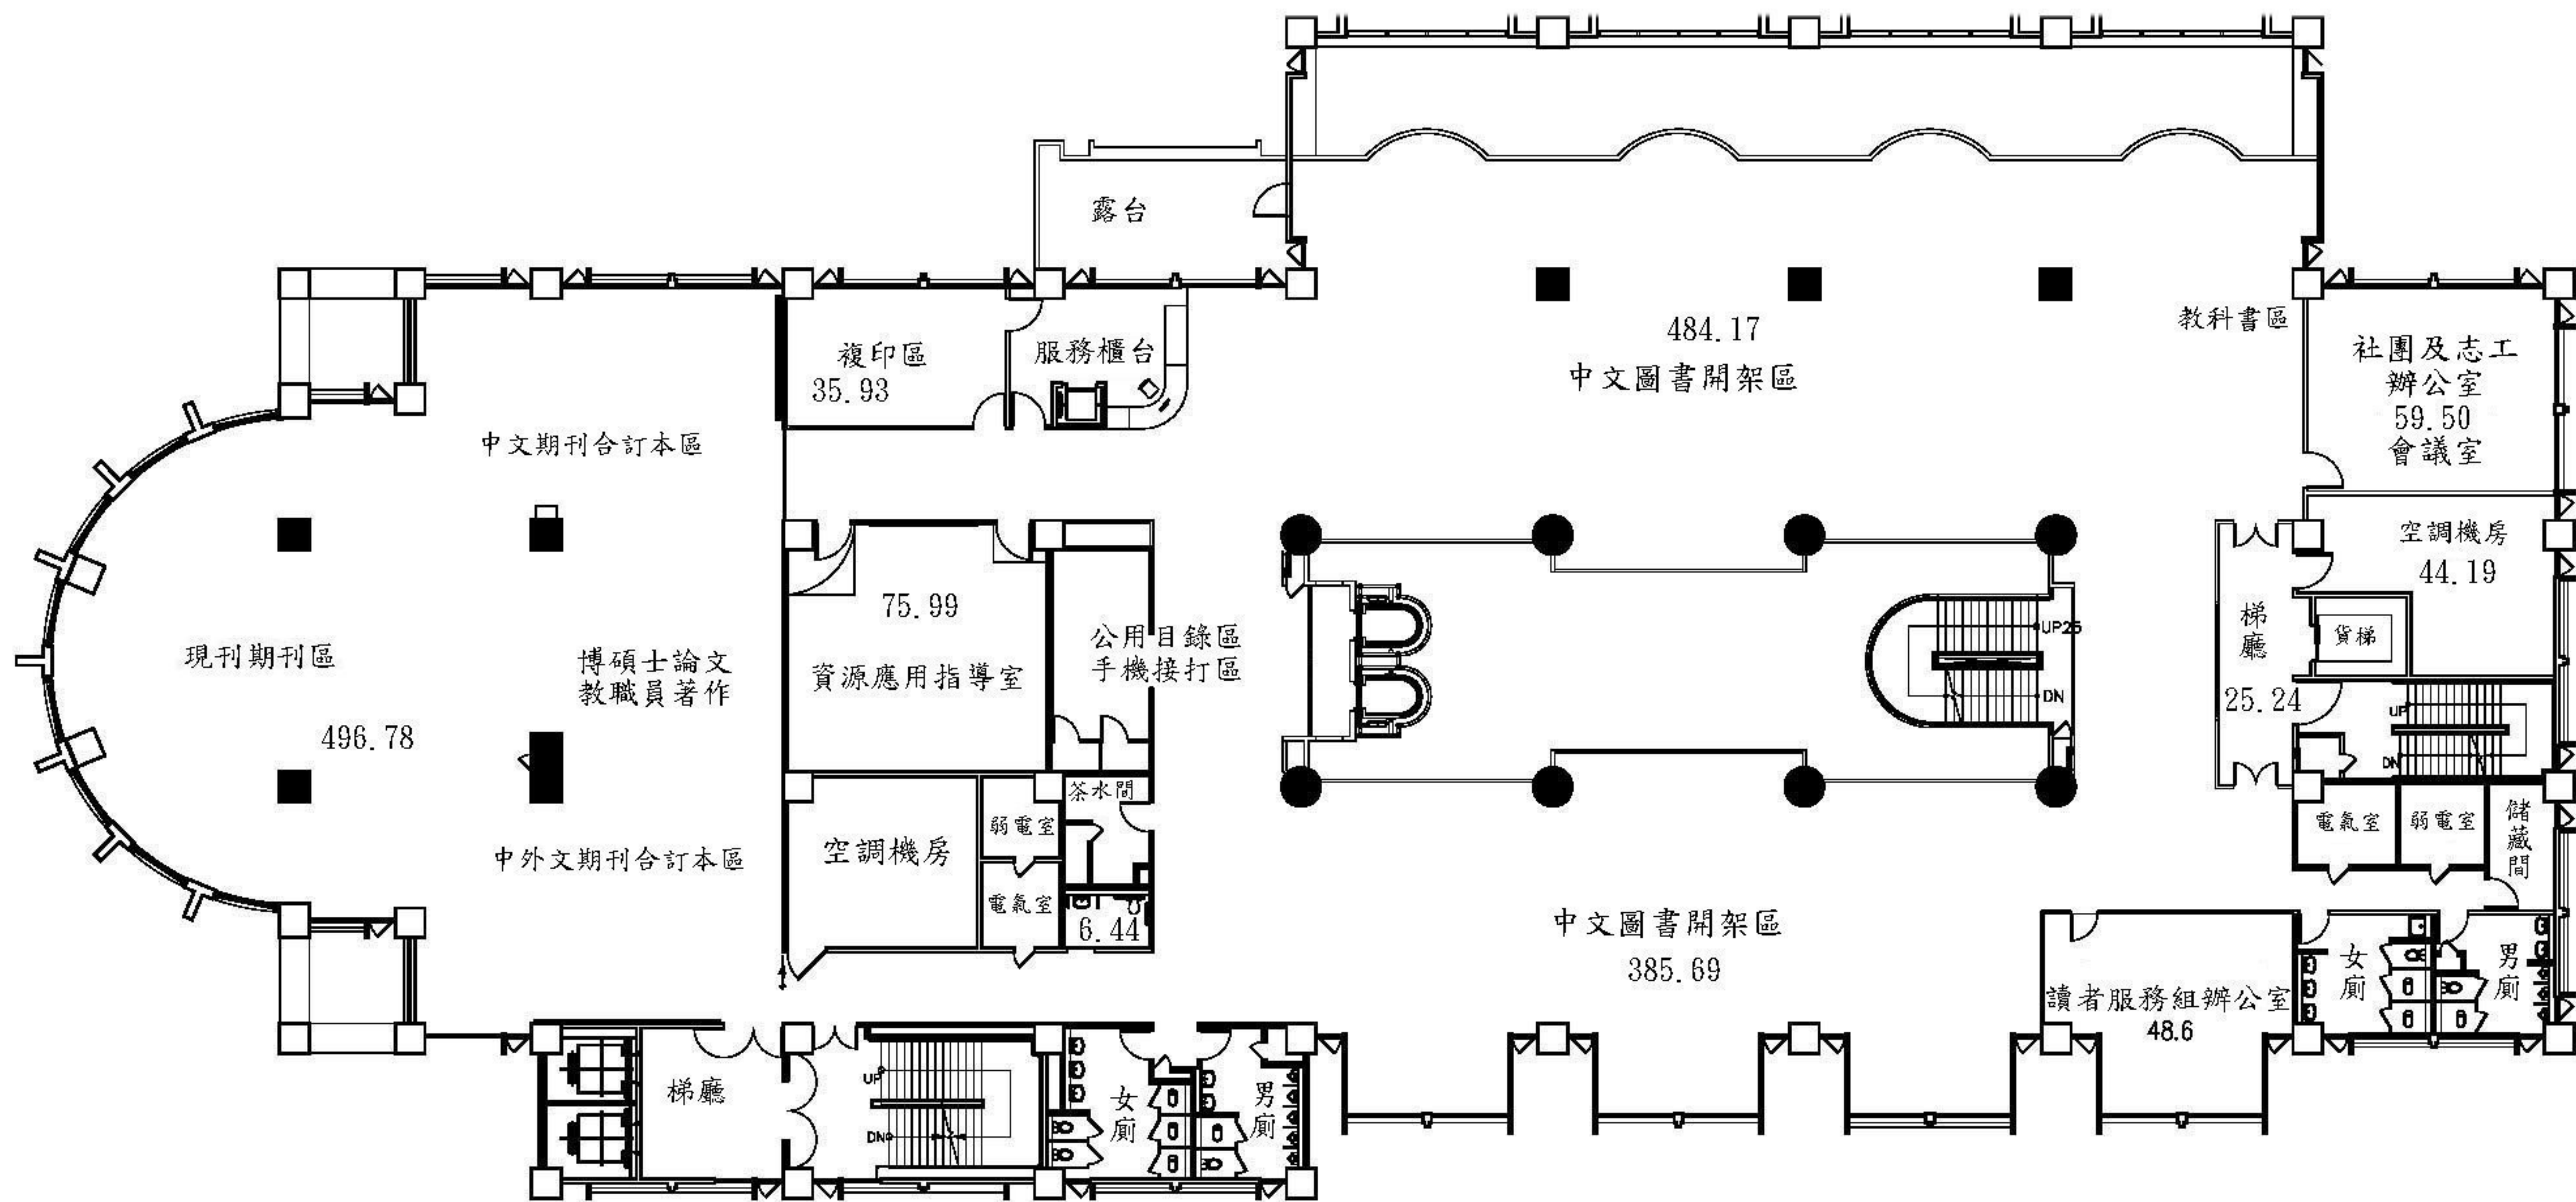 露台
484.17
中文圖書開架區
教科書區
社團及志工
辦公室
59.50
會議室
複印區
35.93
服務櫃台
中文期刊合訂本區
空調機房
44.19
貨梯
梯廳
25.24
75.99
資源應用指導室
公用目錄區
手機接打區
現刊期刊區
496.78
博碩士論文
教職員著作
UP25
DN
UP
DN
茶水間
弱電室
空調機房
電氣室
6.44
中外文期刊合訂本區
電氣室
弱電室
儲藏間
中文圖書開架區
385.69
讀者服務組辦公室
48.6
女廁
男廁
梯廳
UP
DN
女廁
男廁